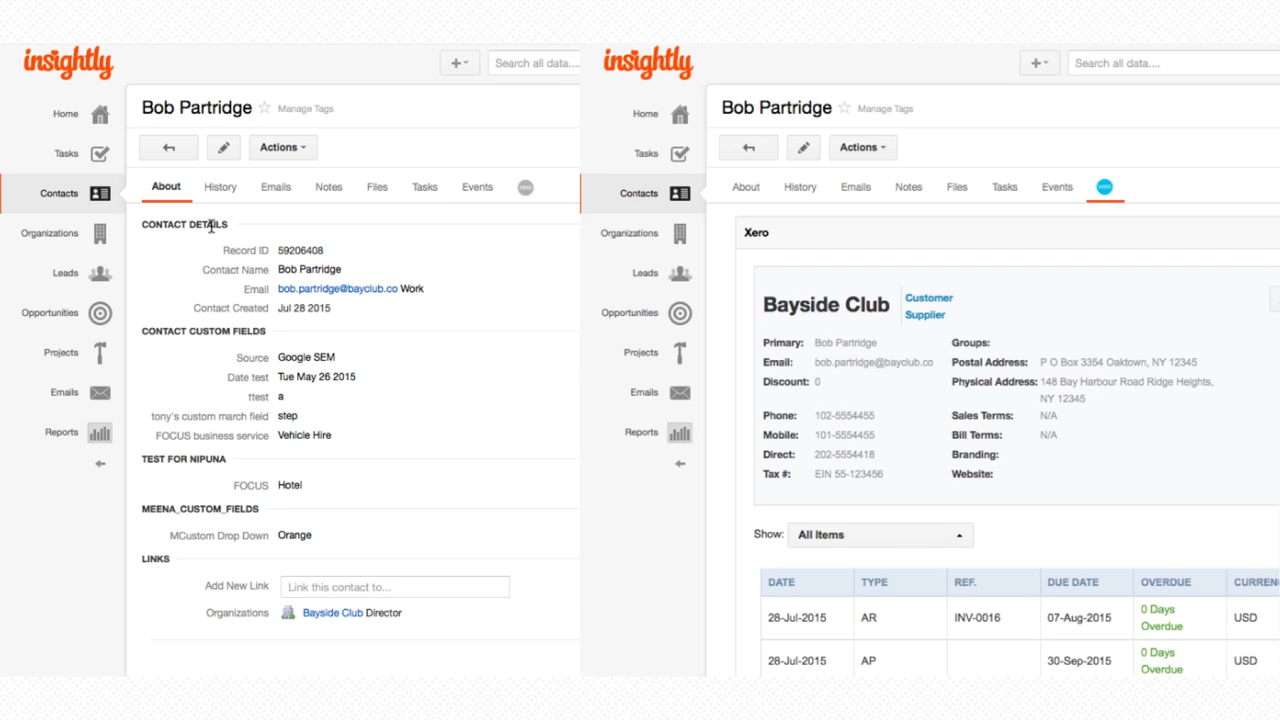 insightly
Search all data....
Home
Tasks
Contacts
Organizations
Leads
Opportunities
Projects
Emails
Reports
Bob Partridge Manage Tags
Actions
About History Emails Notes Files Tasks Events
CONTACT DETAILS
Record ID 59206408
Contact Name Bob Partridge
Email bob.partridge@bayclub.co Work
Contact Created Jul 28 2015
CONTACT CUSTOM FIELDS
Source Google SEM
Date test Tue May 26 2015
ttest a
tony's custom march field step
FOCUS business service Vehicle Hire
TEST FOR NIPUNA
FOCUS Hotel
MEENA_CUSTOM_FIELDS
MCustom Drop Down Orange
LINKS
Add New Link Link this contact to...
Organizations Bayside Club Director
insightly
Search all data....
Home
Tasks
Contacts
Organizations
Leads
Opportunities
Projects
Emails
Reports
Bob Partridge Manage Tags
Actions
About History Emails Notes Files Tasks Events
Xero
Bayside Club Customer
Supplier
Primary: Bob Partridge Groups:
Email: bob.partridge@bayclub.co Postal Address: P O Box 3354 Oaktown, NY 12345
Discount: 0 Physical Address: 148 Bay Harbour Road Ridge Heights,
NY 12345
Phone: 102-5554455 Sales Terms: N/A
Mobile: 101-5554455 Bill Terms: N/A
Direct: 202-5554418 Branding:
Tax #: EIN 55-123456 Website:
Show: All Items
DATE TYPE REF. DUE DATE OVERDUE CURREN
28-Jul-2015 AR INV-0016 07-Aug-2015 0 Days Overdue USD
28-Jul-2015 AP 30-Sep-2015 0 Days Overdue USD